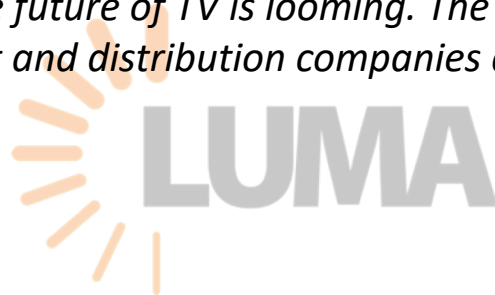 e future of TV is looming. The
and distribution companies
LUMA